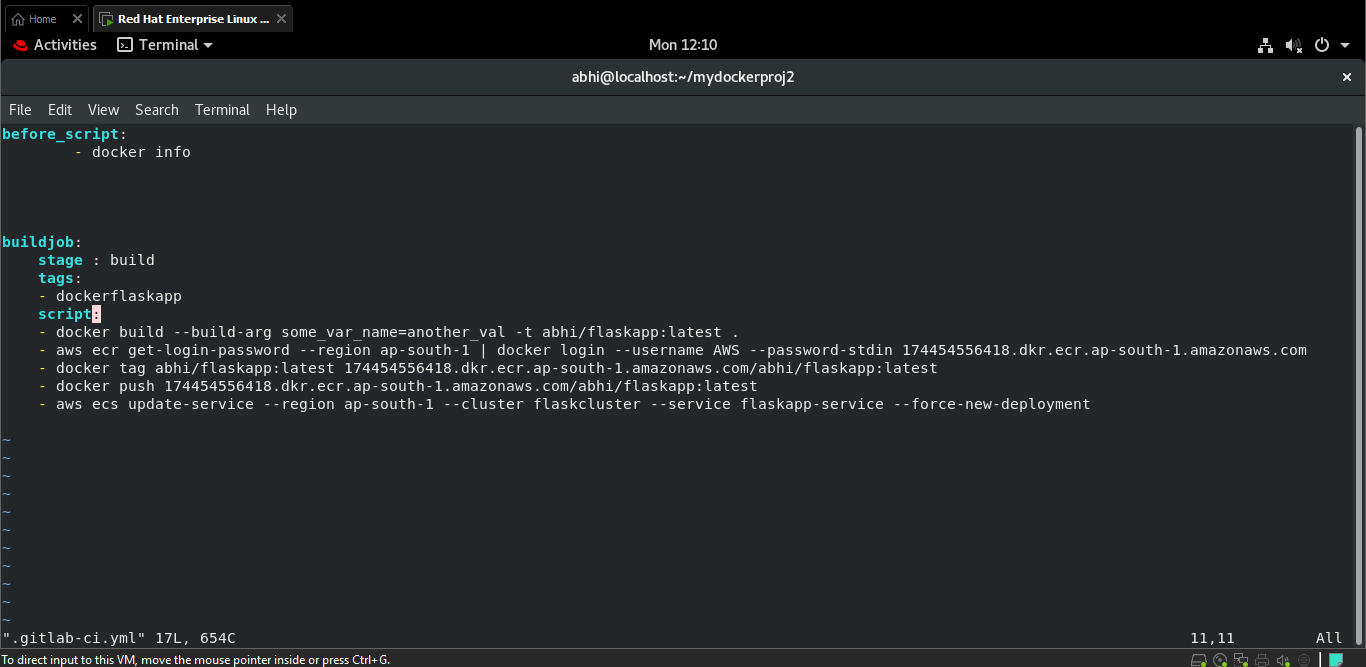 Home
Red Hat Enterprise Linux ...
Activities Terminal Mon 12:10
abhi@localhost:~/mydockerproj2
File Edit View Search Terminal Help
before_script:
        - docker info
buildjob:
    stage : build
    tags:
    - dockerflaskapp
    script:
    - docker build --build-arg some_var_name=another_val -t abhi/flaskapp:latest .
    - aws ecr get-login-password --region ap-south-1 | docker login --username AWS --password-stdin 174454556418.dkr.ecr.ap-south-1.amazonaws.com
    - docker tag abhi/flaskapp:latest 174454556418.dkr.ecr.ap-south-1.amazonaws.com/abhi/flaskapp:latest
    - docker push 174454556418.dkr.ecr.ap-south-1.amazonaws.com/abhi/flaskapp:latest
    - aws ecs update-service --region ap-south-1 --cluster flaskcluster --service flaskapp-service --force-new-deployment
~
~
~
~
~
~
~
~
~
~
~
".gitlab-ci.yml" 17L, 654C 11,11 All
To direct input to this VM, move the mouse pointer inside or press Ctrl+G.